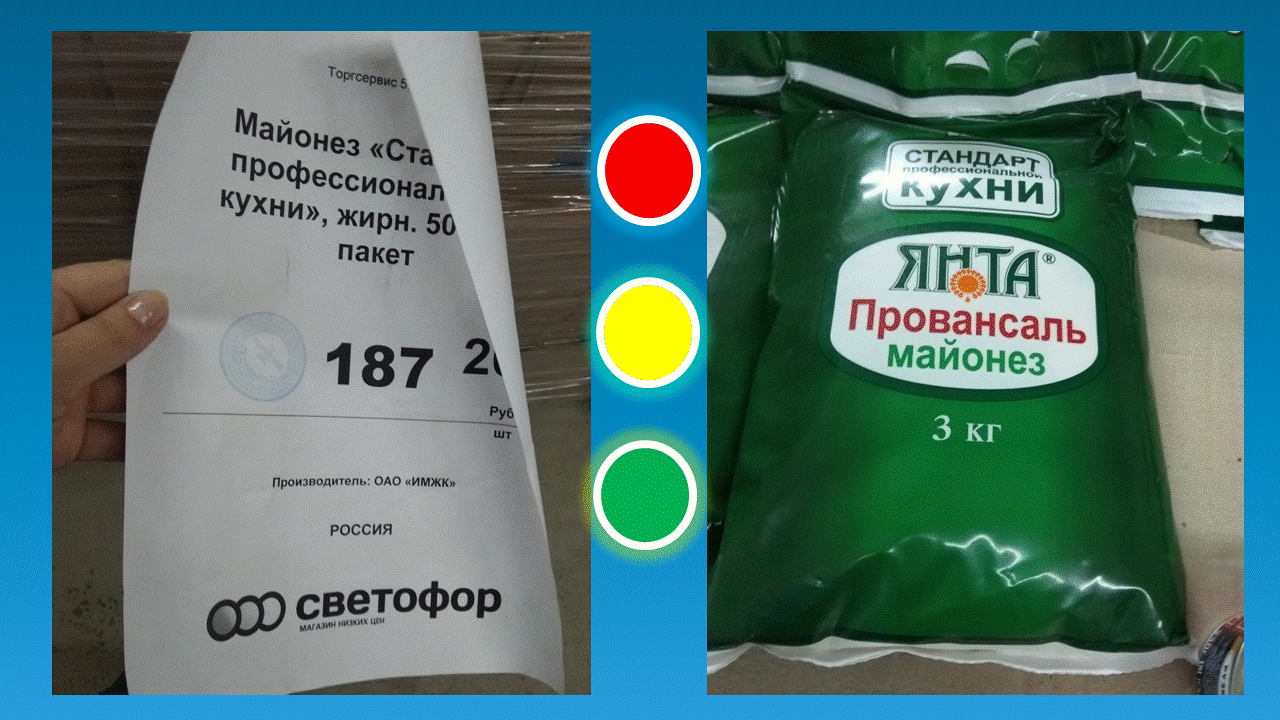 Торгсервис 5
Майонез «Ста
профессионал
кухни», жирн. 50
пакет
187
Руб
шт
Производитель: ОАО «ИМЖК»
РОССИЯ
светофор
МАГАЗИН НИЗКИХ ЦЕН
СТАНДАРТ
профессиональной
кухни
ЯНТА®
Провансаль
майонез
3 кг